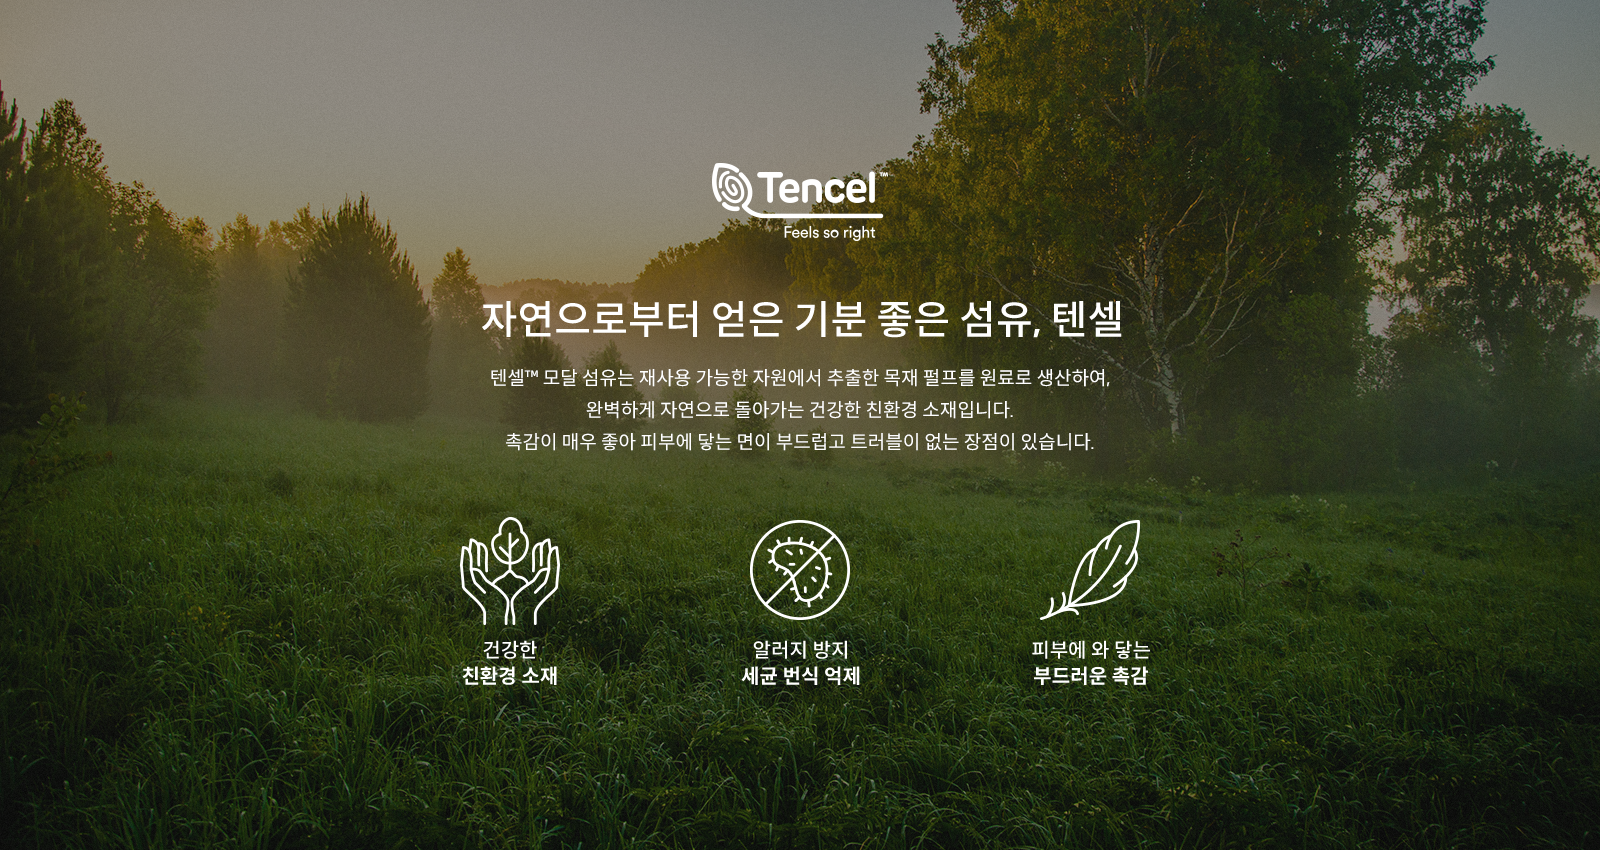 Tencel™
Feels so right
자연으로부터 얻은 기분 좋은 섬유, 텐셀
텐셀™ 모달 섬유는 재사용 가능한 자원에서 추출한 목재 펄프를 원료로 생산하여,
완벽하게 자연으로 돌아가는 건강한 친환경 소재입니다.
촉감이 매우 좋아 피부에 닿는 면이 부드럽고 트러블이 없는 장점이 있습니다.
건강한
친환경 소재
알러지 방지
세균 번식 억제
피부에 와 닿는
부드러운 촉감